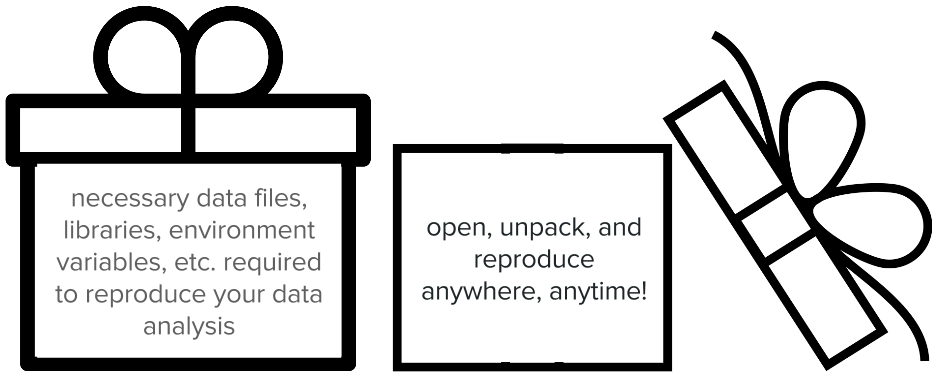 necessary data files,
libraries, environment
variables, etc. required
to reproduce your data
analysis
open, unpack, and
reproduce
anywhere, anytime!